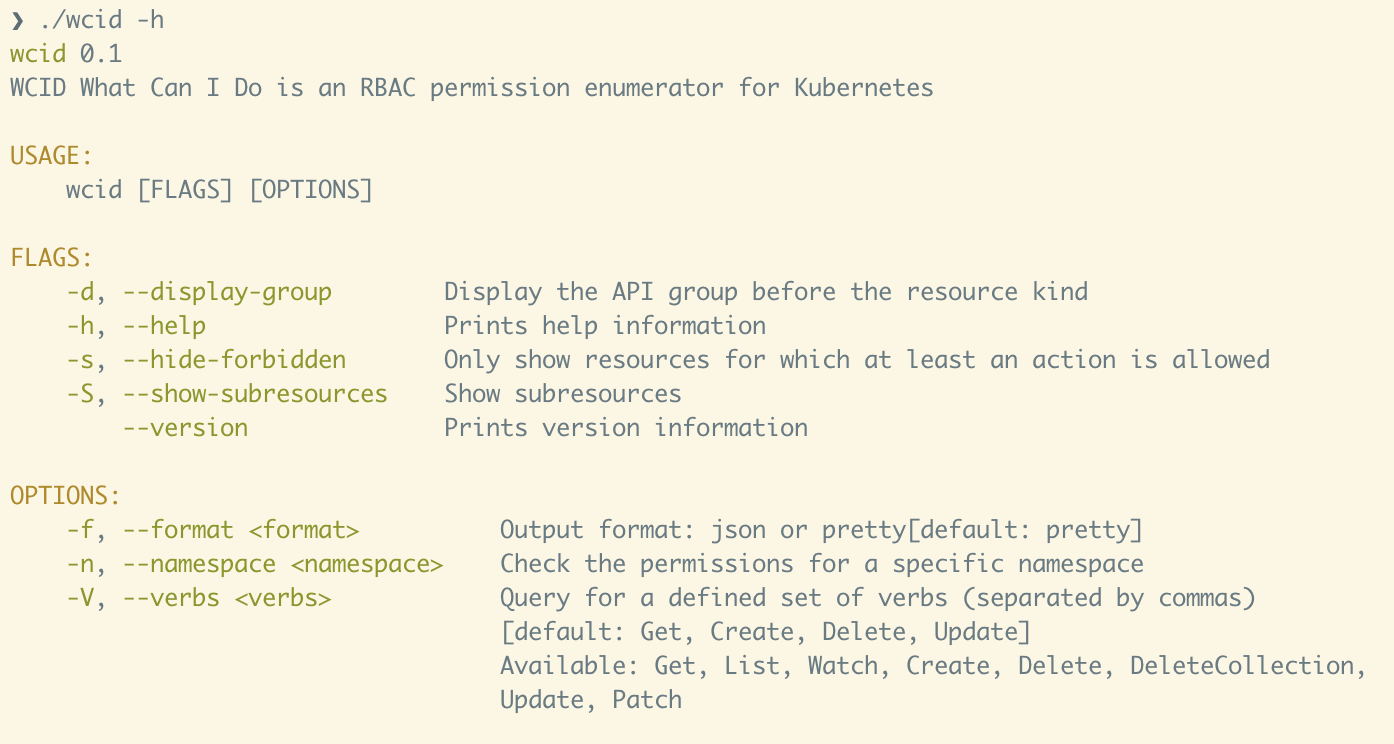 ❯ ./wcid -h
wcid 0.1
WCID What Can I Do is an RBAC permission enumerator for Kubernetes
USAGE:
wcid [FLAGS] [OPTIONS]
FLAGS:
-d, --display-group Display the API group before the resource kind
-h, --help Prints help information
-s, --hide-forbidden Only show resources for which at least an action is allowed
-S, --show-subresources Show subresources
--version Prints version information
OPTIONS:
-f, --format <format> Output format: json or pretty[default: pretty]
-n, --namespace <namespace> Check the permissions for a specific namespace
-V, --verbs <verbs> Query for a defined set of verbs (separated by commas)
[default: Get, Create, Delete, Update]
Available: Get, List, Watch, Create, Delete, DeleteCollection,
Update, Patch